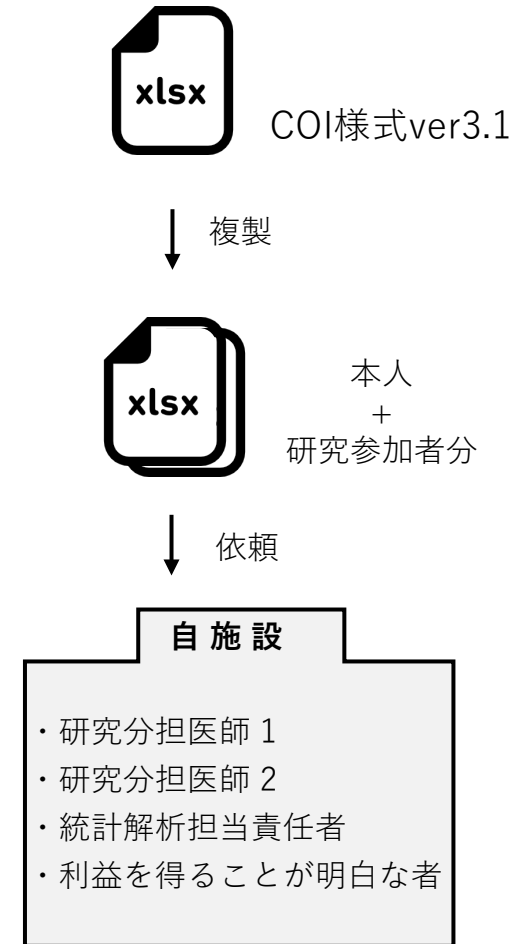 xlsx
COI様式ver3.1
複製
xlsx
本人
+
研究参加者分
依頼
自 施 設
・研究分担医師 1
・研究分担医師 2
・統計解析担当責任者
・利益を得ることが明白な者